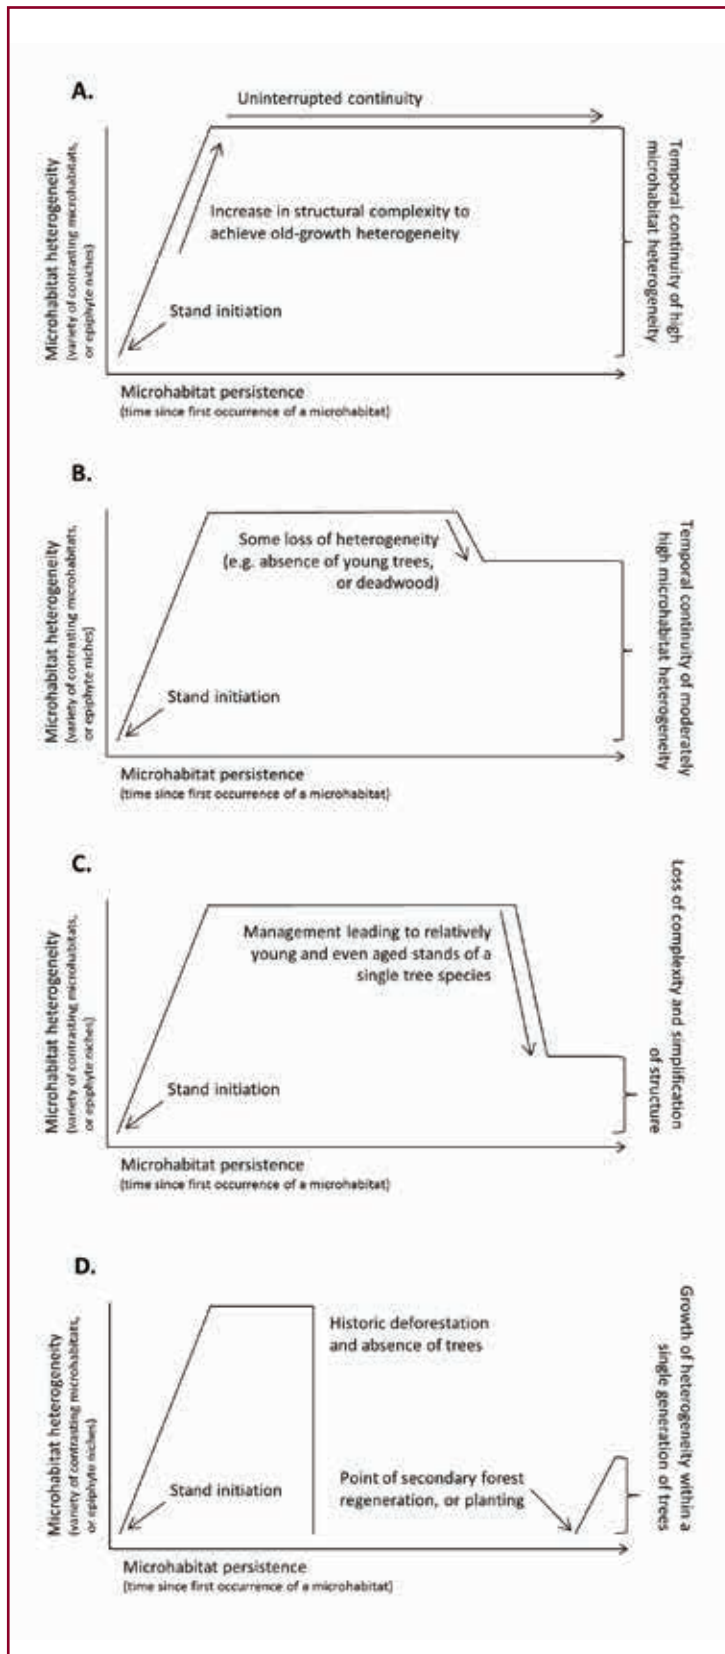 A.
Uninterrupted continuity
Microhabitat heterogeneity
(variety of contrasting microhabitats,
or epiphyte niches)
Increase in structural complexity to
achieve old-growth heterogeneity
Stand initiation
Temporal continuity of high
microhabitat heterogeneity
Microhabitat persistence
(time since first occurrence of a microhabitat)
B.
Microhabitat heterogeneity
(variety of contrasting microhabitats,
or epiphyte niches)
Some loss of heterogeneity
(e.g. absence of young trees,
or deadwood)
Stand initiation
Temporal continuity of moderately
high microhabitat heterogeneity
Microhabitat persistence
(time since first occurrence of a microhabitat)
C.
Microhabitat heterogeneity
(variety of contrasting microhabitats,
or epiphyte niches)
Management leading to relatively
young and even aged stands of a
single tree species
Stand initiation
Loss of complexity and simplification
of structure
Microhabitat persistence
(time since first occurrence of a microhabitat)
D.
Microhabitat heterogeneity
(variety of contrasting microhabitats,
or epiphyte niches)
Historic deforestation
and absence of trees
Stand initiation
Point of secondary forest
regeneration, or planting
Growth of heterogeneity within a
single generation of trees
Microhabitat persistence
(time since first occurrence of a microhabitat)